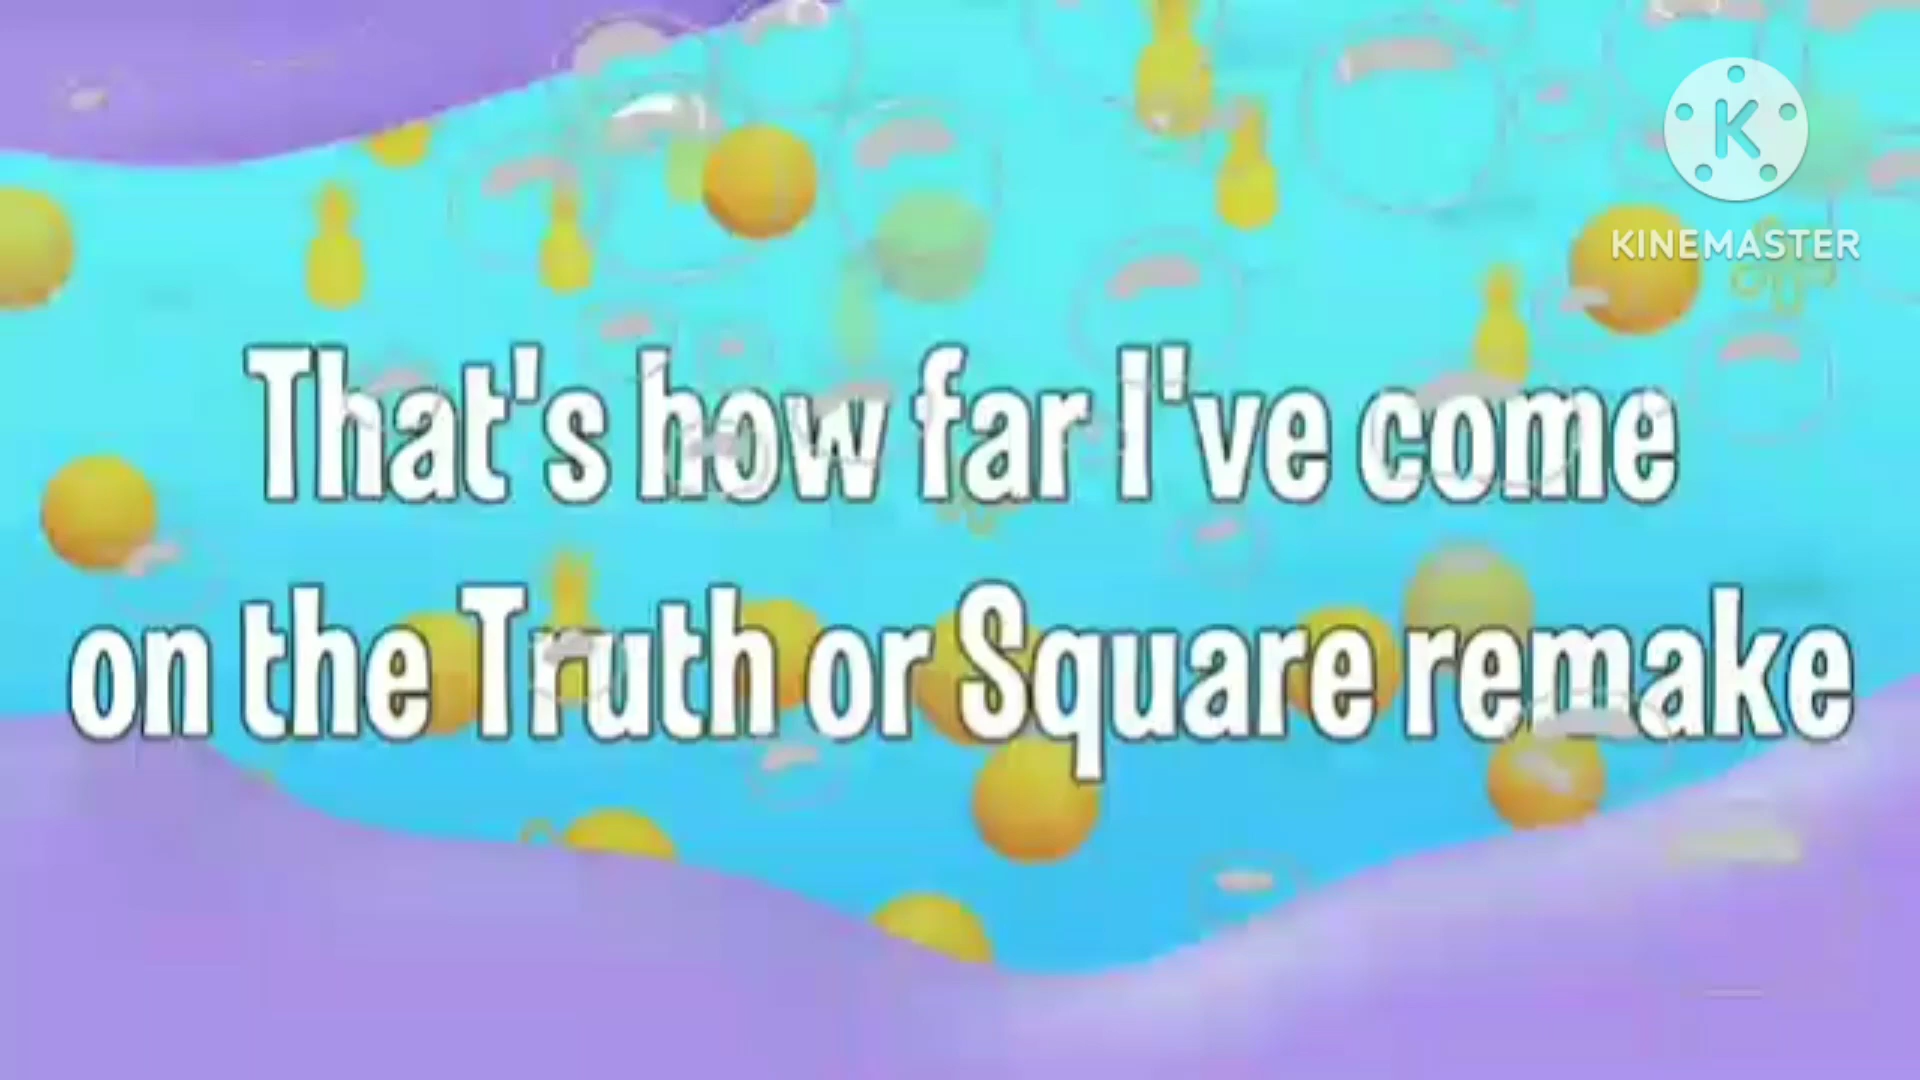 K
KINEMASTER
That's how far I've come
on the Truth or Square remake